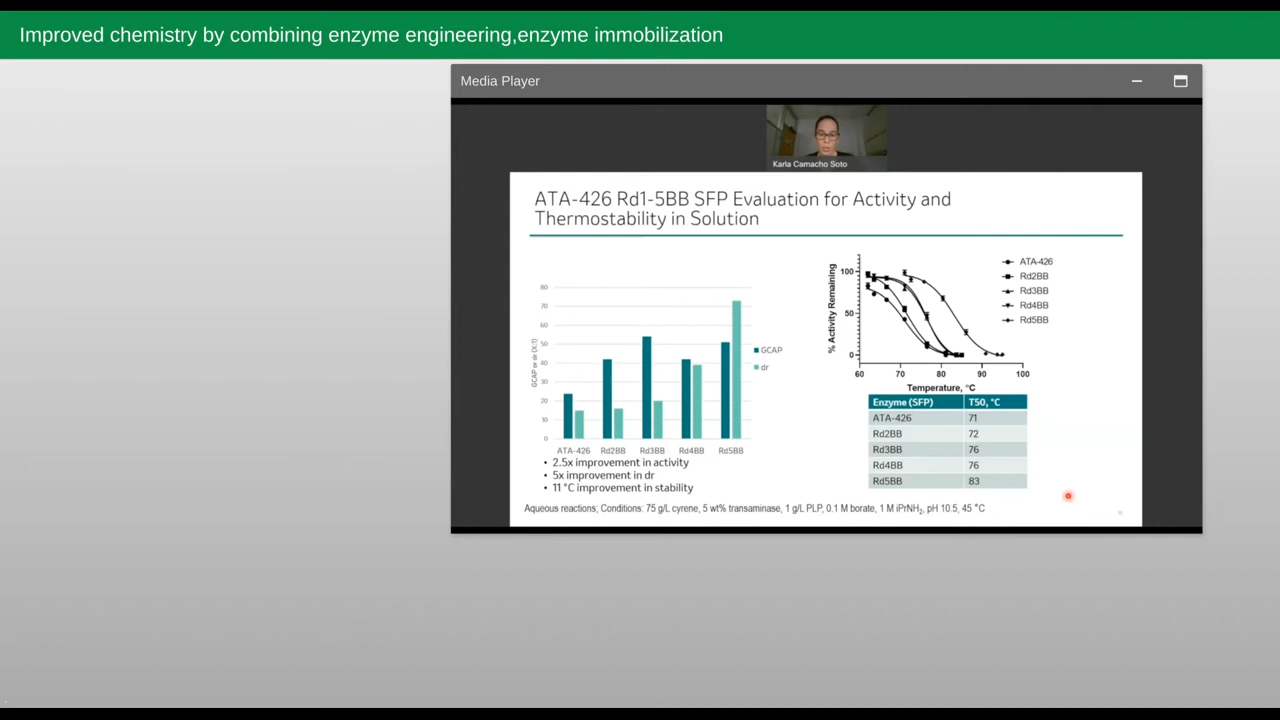 Improved chemistry by combining enzyme engineering,enzyme immobilization
Media Player
Karla Camacho Soto
ATA-426 Rd1-5BB SFP Evaluation for Activity and
Thermostability in Solution
GCAP or dr (X:1)
80
70
60
50
40
30
20
10
0
ATA-426 Rd2BB Rd3BB Rd4BB Rd5BB
GCAP
dr
• 2.5x improvement in activity
• 5x improvement in dr
• 11 °C improvement in stability
% Activity Remaining
100
50
0
60 70 80 90 100
Temperature, °C
ATA-426
Rd2BB
Rd3BB
Rd4BB
Rd5BB
Enzyme (SFP) T50, °C
ATA-426 71
Rd2BB 72
Rd3BB 76
Rd4BB 76
Rd5BB 83
Aqueous reactions; Conditions: 75 g/L cyrene, 5 wt% transaminase, 1 g/L PLP, 0.1 M borate, 1 M iPrNH₂, pH 10.5, 45 °C